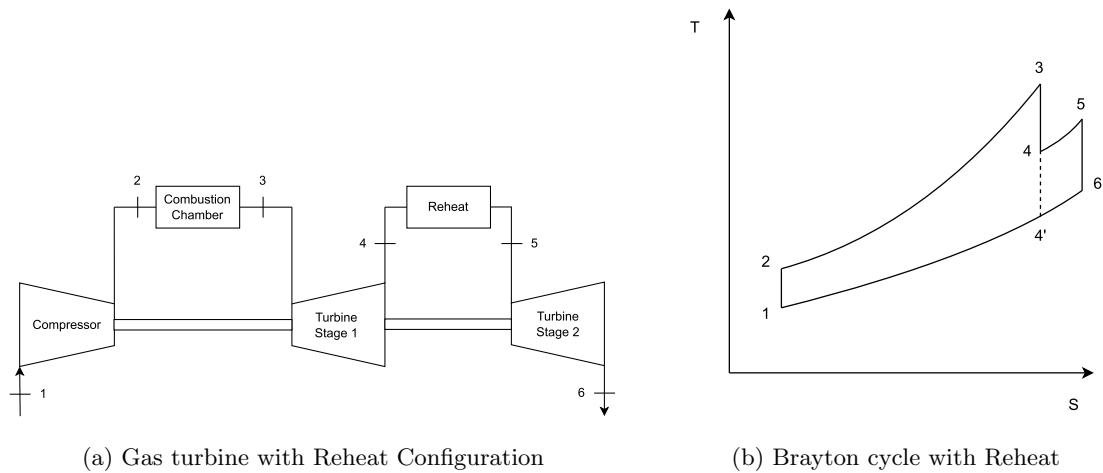 T
3
5
4
6
2
4'
1
S
2
3
Combustion
Chamber
Reheat
4
5
Compressor
Turbine
Stage 1
Turbine
Stage 2
1
6
(a) Gas turbine with Reheat Configuration
(b) Brayton cycle with Reheat